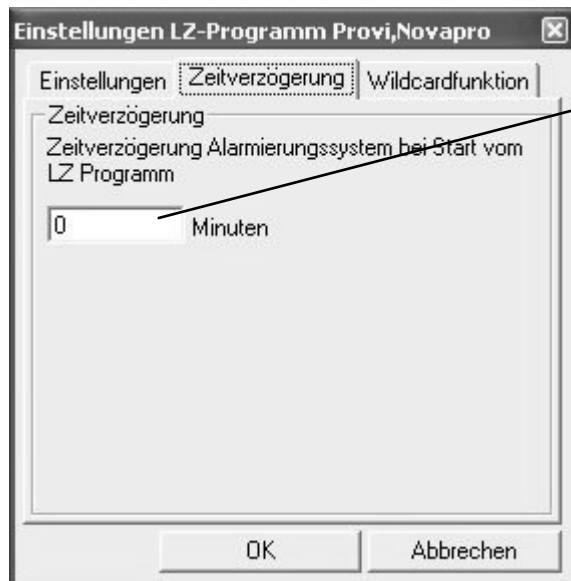 Einstellungen LZ-Programm Provi,Novapro
Einstellungen Zeitverzögerung Wildcardfunktion
Zeitverzögerung
Zeitverzögerung Alarmierungssystem bei Start vom
LZ Programm
0 Minuten
OK Abbrechen